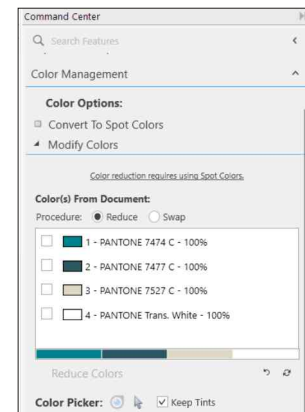 Command Center
Search Features
Color Management
Color Options:
Convert To Spot Colors
Modify Colors
Color reduction requires using Spot Colors.
Color(s) From Document:
Procedure: Reduce Swap
1 - PANTONE 7474 C - 100%
2 - PANTONE 7477 C - 100%
3 - PANTONE 7527 C - 100%
4 - PANTONE Trans. White - 100%
Reduce Colors
Color Picker: Keep Tints